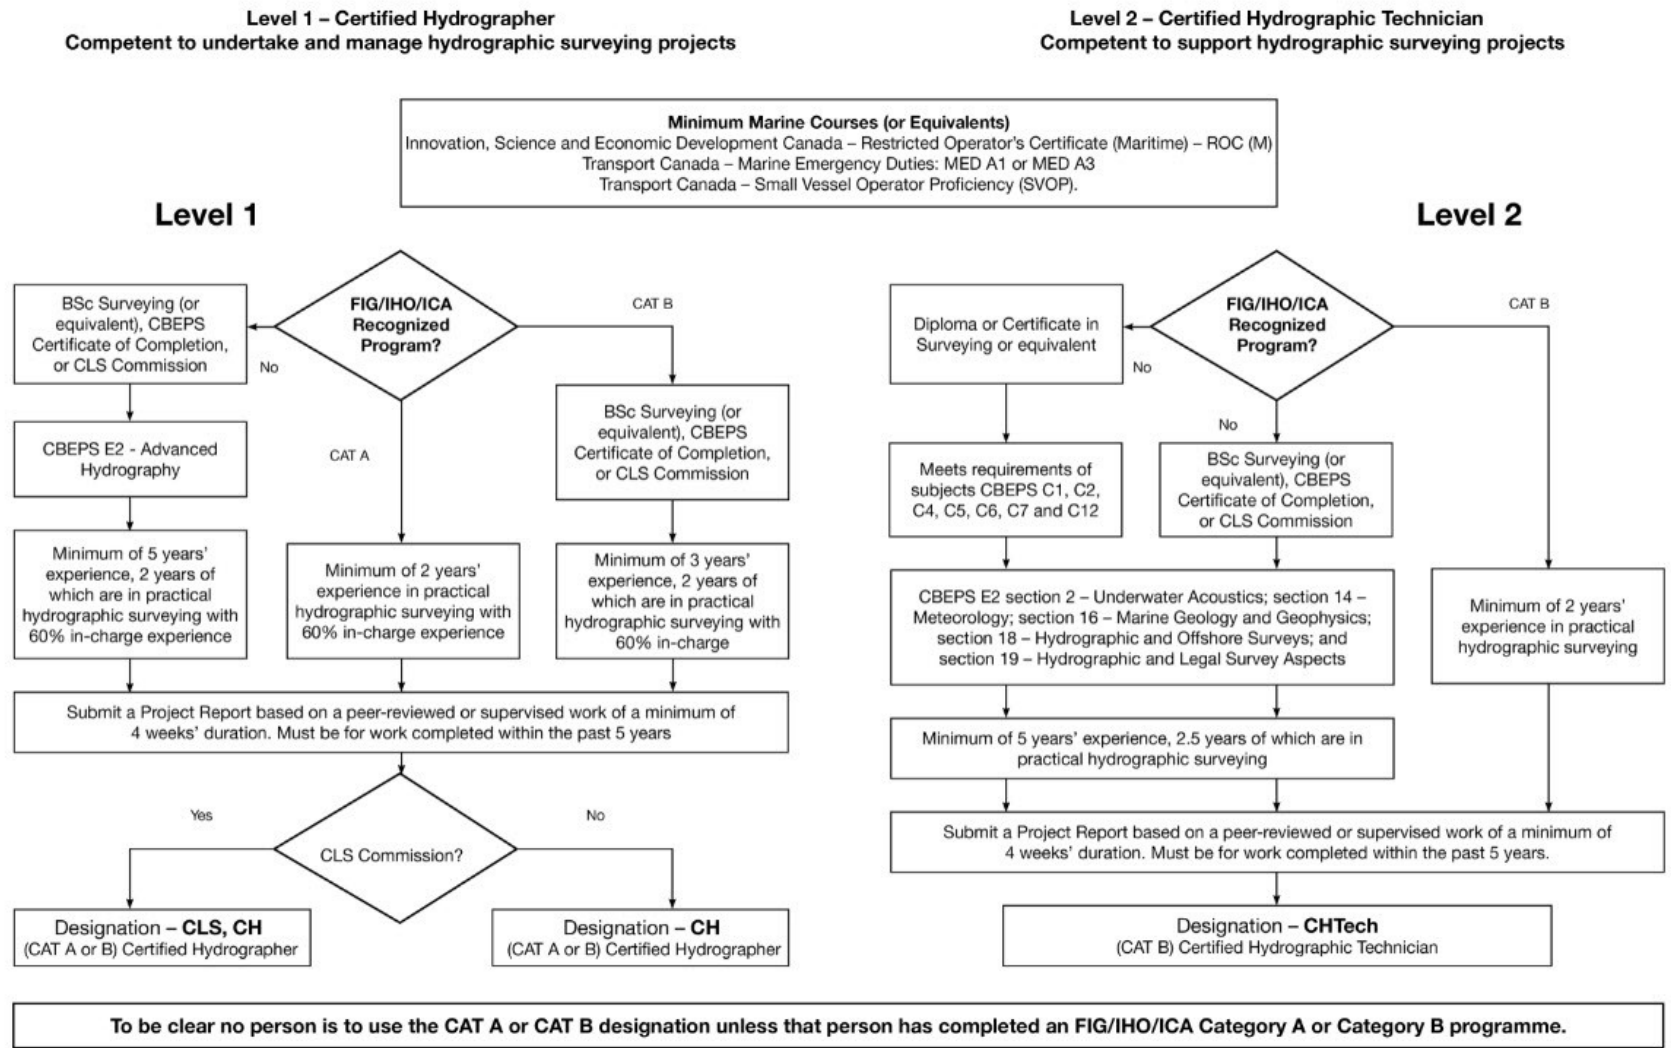 Level 1 – Certified Hydrographer
Competent to undertake and manage hydrographic surveying projects
Level 2 – Certified Hydrographic Technician
Competent to support hydrographic surveying projects
Minimum Marine Courses (or Equivalents)
Innovation, Science and Economic Development Canada – Restricted Operator's Certificate (Maritime) – ROC (M)
Transport Canada – Marine Emergency Duties: MED A1 or MED A3
Transport Canada – Small Vessel Operator Proficiency (SVOP).
Level 1
BSc Surveying (or
equivalent), CBEPS
Certificate of Completion,
or CLS Commission
No
FIG/IHO/ICA
Recognized
Program?
CAT B
CBEPS E2 - Advanced
Hydrography
CAT A
BSc Surveying (or
equivalent), CBEPS
Certificate of Completion,
or CLS Commission
Minimum of 5 years'
experience, 2 years of
which are in practical
hydrographic surveying with
60% in-charge experience
Minimum of 2 years'
experience in practical
hydrographic surveying with
60% in-charge experience
Minimum of 3 years'
experience, 2 years of
which are in practical
hydrographic surveying with
60% in-charge
Submit a Project Report based on a peer-reviewed or supervised work of a minimum of
4 weeks' duration. Must be for work completed within the past 5 years
Yes
CLS Commission?
No
Designation – CLS, CH
(CAT A or B) Certified Hydrographer
Designation – CH
(CAT A or B) Certified Hydrographer
Level 2
Diploma or Certificate in
Surveying or equivalent
No
FIG/IHO/ICA
Recognized
Program?
CAT B
No
Meets requirements of
subjects CBEPS C1, C2,
C4, C5, C6, C7 and C12
BSc Surveying (or
equivalent), CBEPS
Certificate of Completion,
or CLS Commission
CBEPS E2 section 2 – Underwater Acoustics; section 14 –
Meteorology; section 16 – Marine Geology and Geophysics;
section 18 – Hydrographic and Offshore Surveys; and
section 19 – Hydrographic and Legal Survey Aspects
Minimum of 2 years'
experience in practical
hydrographic surveying
Minimum of 5 years' experience, 2.5 years of which are in
practical hydrographic surveying
Submit a Project Report based on a peer-reviewed or supervised work of a minimum of
4 weeks' duration. Must be for work completed within the past 5 years.
Designation – CHTech
(CAT B) Certified Hydrographic Technician
To be clear no person is to use the CAT A or CAT B designation unless that person has completed an FIG/IHO/ICA Category A or Category B programme.